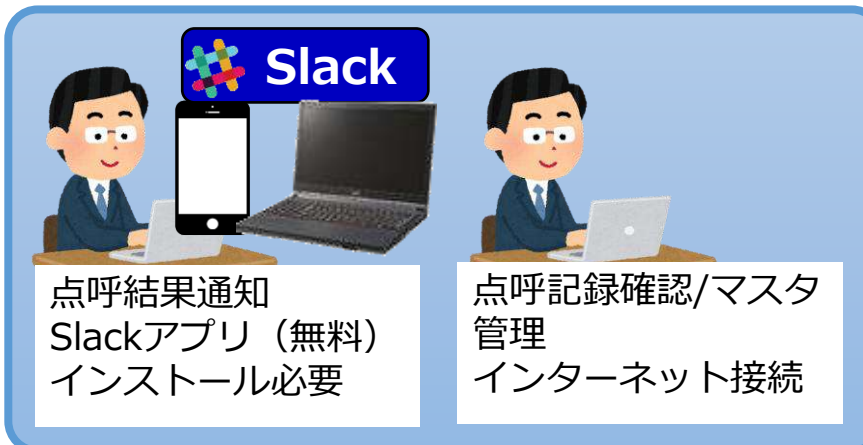 Slack
点呼結果通知
Slackアプリ（無料）
インストール必要
点呼記録確認/マスタ
管理
インターネット接続